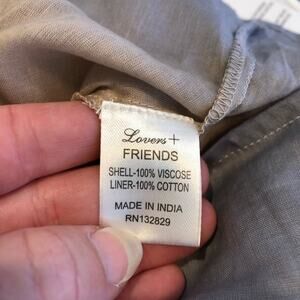 Lovers +
FRIENDS
SHELL-100% VISCOSE
LINER-100% COTTON
MADE IN INDIA
RN132829